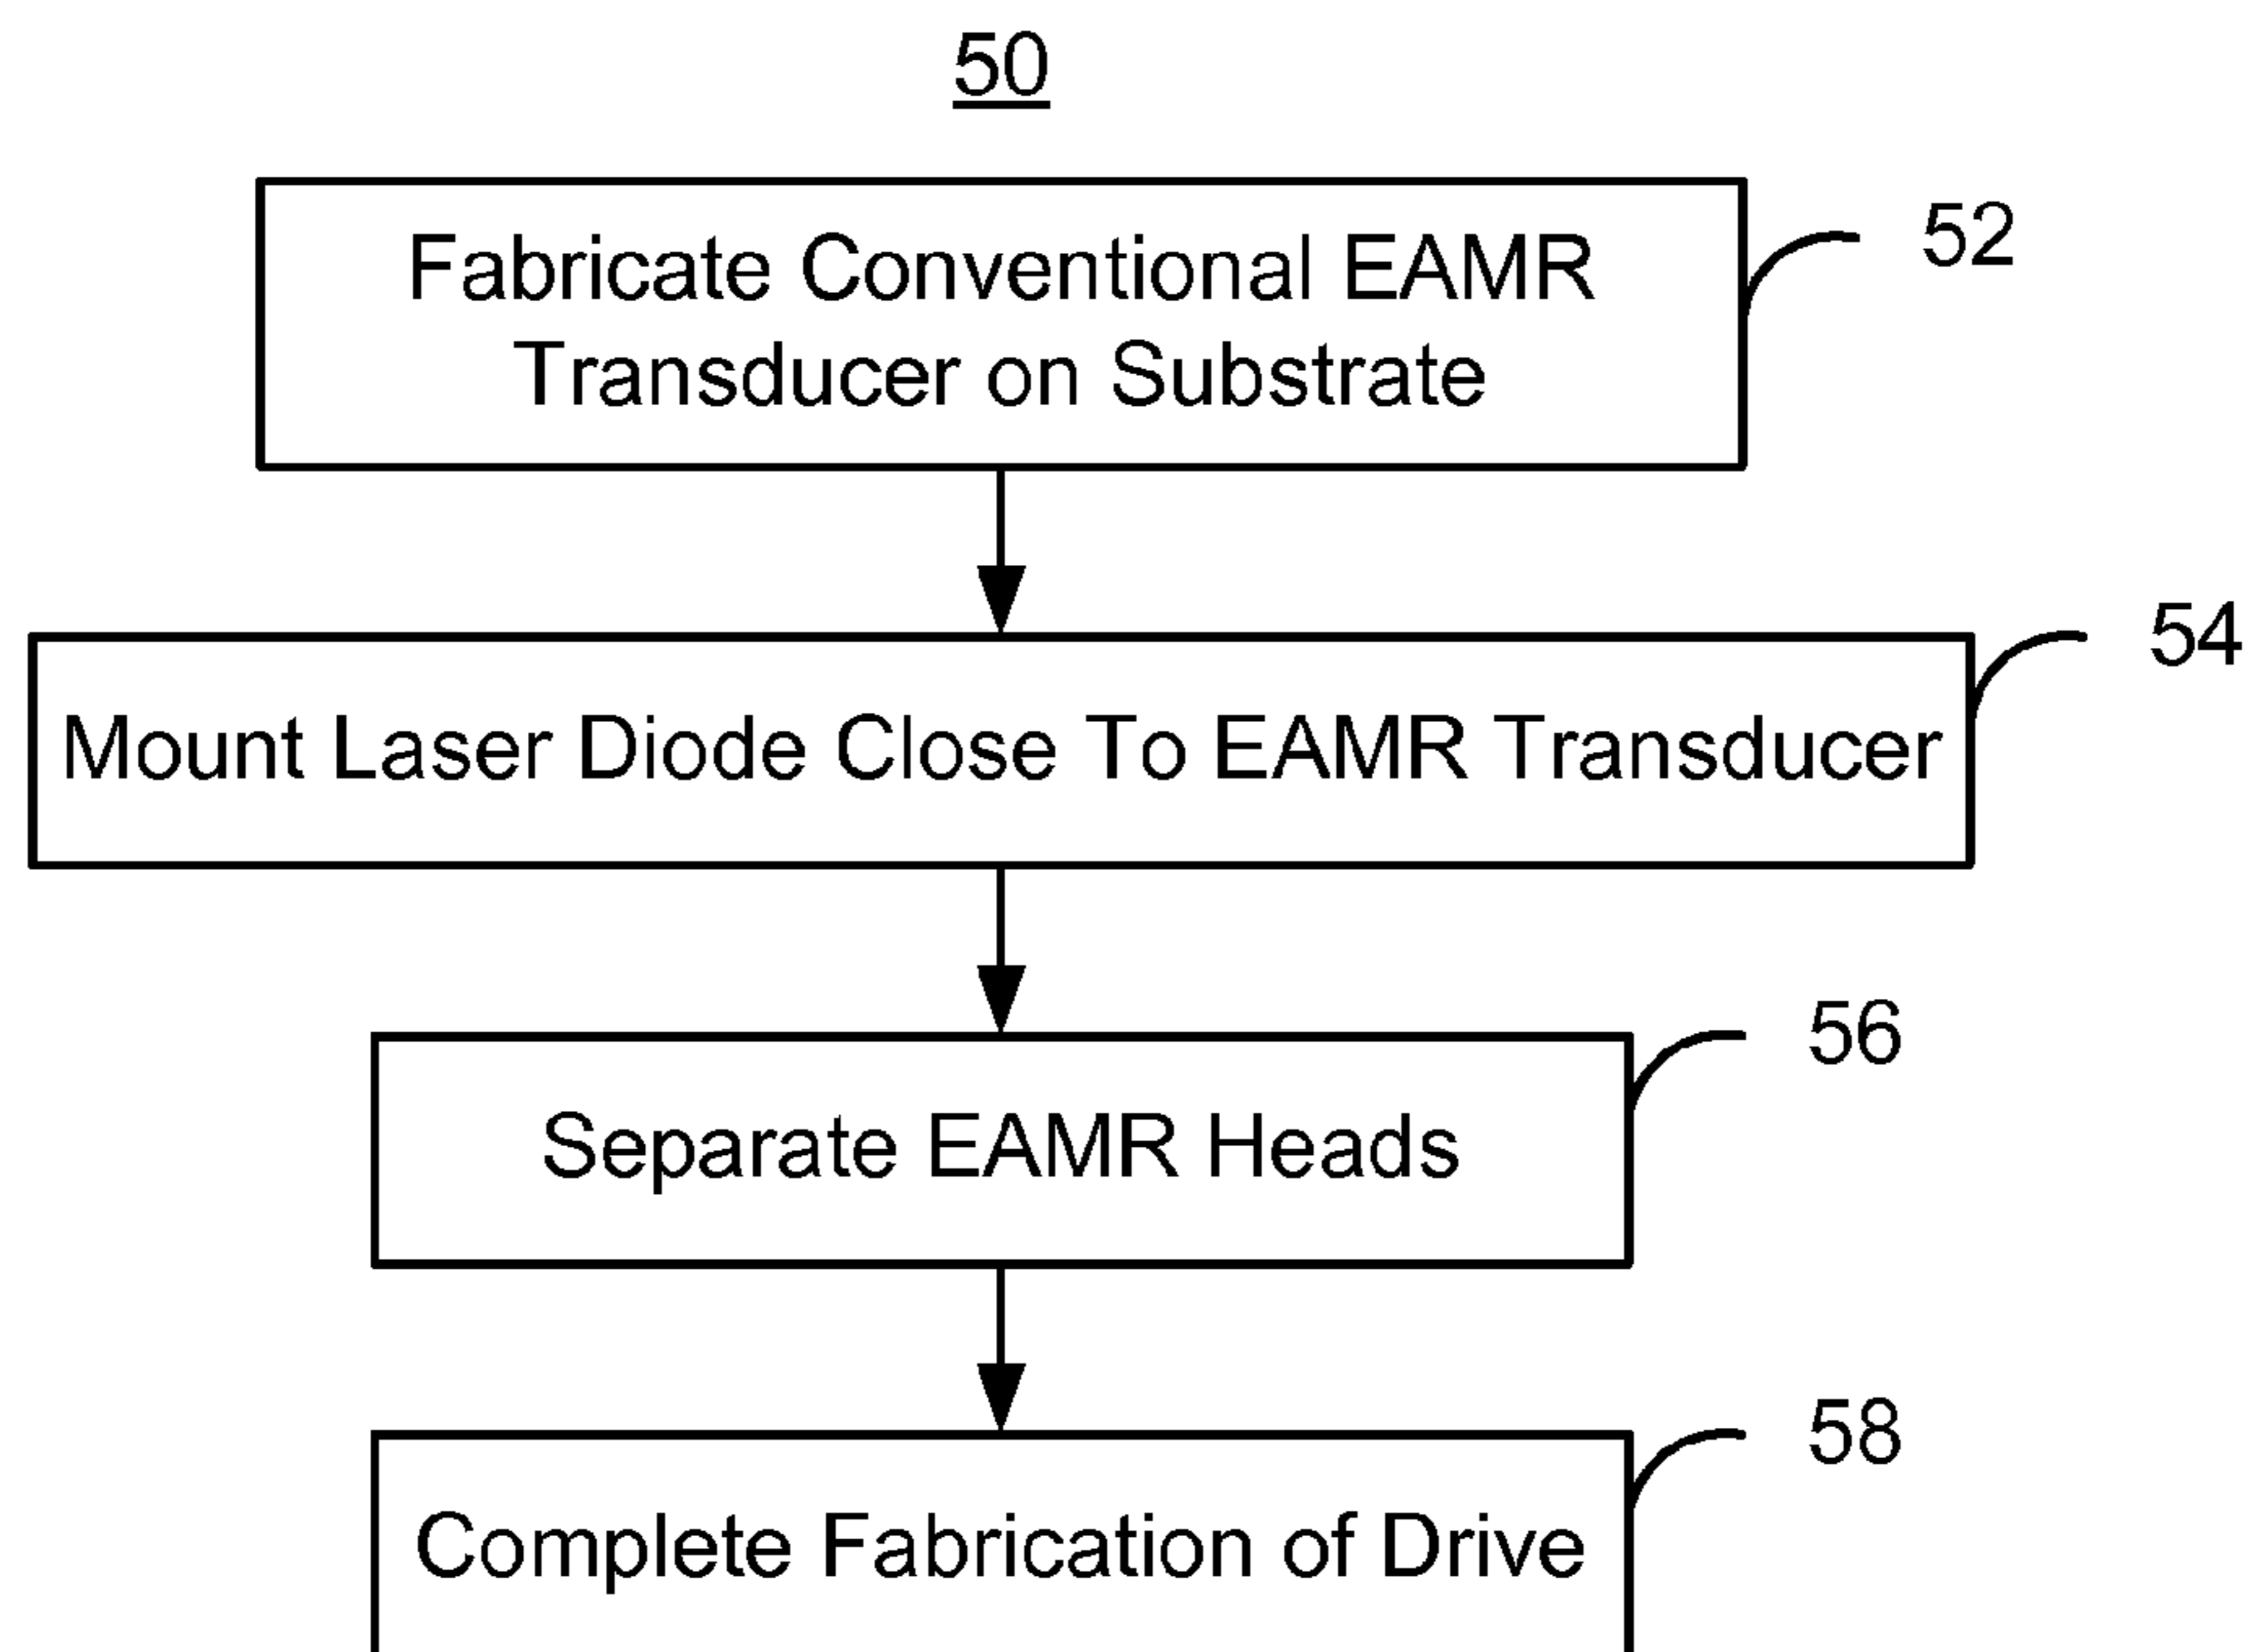 50
Fabricate Conventional EAMR
Transducer on Substrate
52
Mount Laser Diode Close To EAMR Transducer
54
Separate EAMR Heads
56
Complete Fabrication of Drive
58